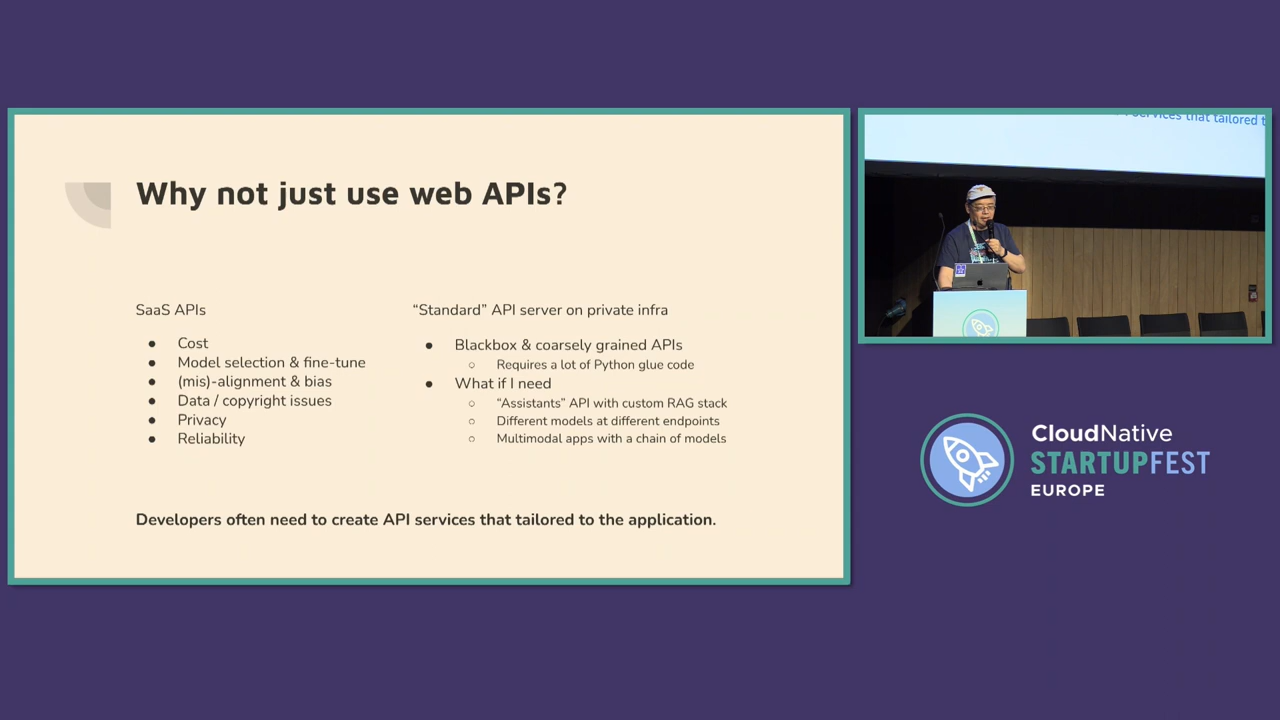 Why not just use web APIs?
SaaS APIs
● Cost
● Model selection & fine-tune
● (mis)-alignment & bias
● Data / copyright issues
● Privacy
● Reliability
“Standard” API server on private infra
● Blackbox & coarsely grained APIs
○ Requires a lot of Python glue code
● What if I need
○ “Assistants” API with custom RAG stack
○ Different models at different endpoints
○ Multimodal apps with a chain of models
Developers often need to create API services that tailored to the application.
services that tailored t
CloudNative
STARTUPFEST
EUROPE